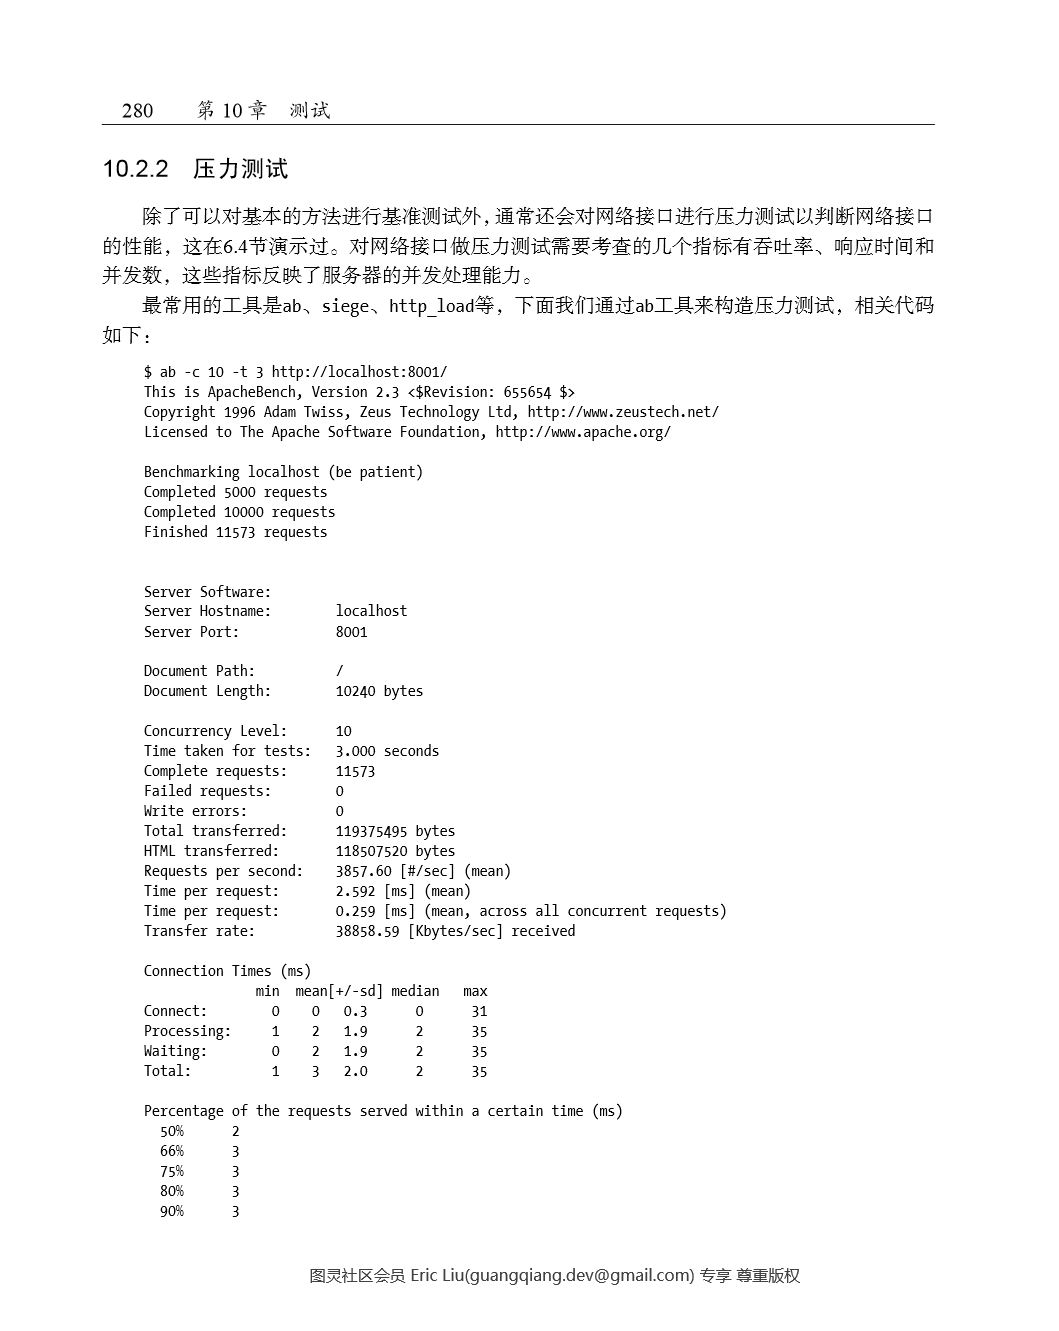 280 第 10 章 测试
10.2.2 压力测试
除了可以对基本的方法进行基准测试外，通常还会对网络接口进行压力测试以判断网络接口
的性能，这在6.4节演示过。对网络接口做压力测试需要考查的几个指标有吞吐率、响应时间和
并发数，这些指标反映了服务器的并发处理能力。
最常用的工具是ab、siege、http_load等，下面我们通过ab工具来构造压力测试，相关代码
如下：
$ ab -c 10 -t 3 http://localhost:8001/
This is ApacheBench, Version 2.3 <$Revision: 655654 $>
Copyright 1996 Adam Twiss, Zeus Technology Ltd, http://www.zeustech.net/
Licensed to The Apache Software Foundation, http://www.apache.org/
Benchmarking localhost (be patient)
Completed 5000 requests
Completed 10000 requests
Finished 11573 requests
Server Software:
Server Hostname: localhost
Server Port: 8001
Document Path: /
Document Length: 10240 bytes
Concurrency Level: 10
Time taken for tests: 3.000 seconds
Complete requests: 11573
Failed requests: 0
Write errors: 0
Total transferred: 119375495 bytes
HTML transferred: 118507520 bytes
Requests per second: 3857.60 [#/sec] (mean)
Time per request: 2.592 [ms] (mean)
Time per request: 0.259 [ms] (mean, across all concurrent requests)
Transfer rate: 38858.59 [Kbytes/sec] received
Connection Times (ms)
min mean[+/-sd] median max
Connect: 0 0 0.3 0 31
Processing: 1 2 1.9 2 35
Waiting: 0 2 1.9 2 35
Total: 1 3 2.0 2 35
Percentage of the requests served within a certain time (ms)
50% 2
66% 3
75% 3
80% 3
90% 3
图灵社区会员 Eric Liu(guangqiang.dev@gmail.com) 专享 尊重版权